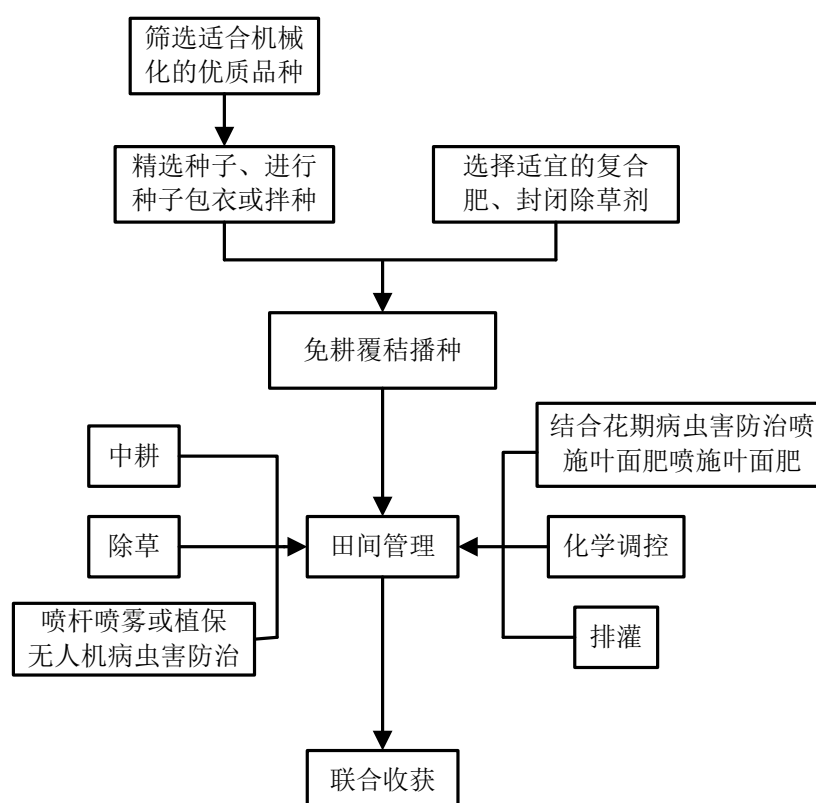 筛选适合机械
化的优质品种
精选种子、进行
种子包衣或拌种
选择适宜的复合
肥、封闭除草剂
免耕覆秸播种
中耕
除草
喷杆喷雾或植保
无人机病虫害防治
田间管理
结合花期病虫害防治喷
施叶面肥喷施叶面肥
化学调控
排灌
联合收获